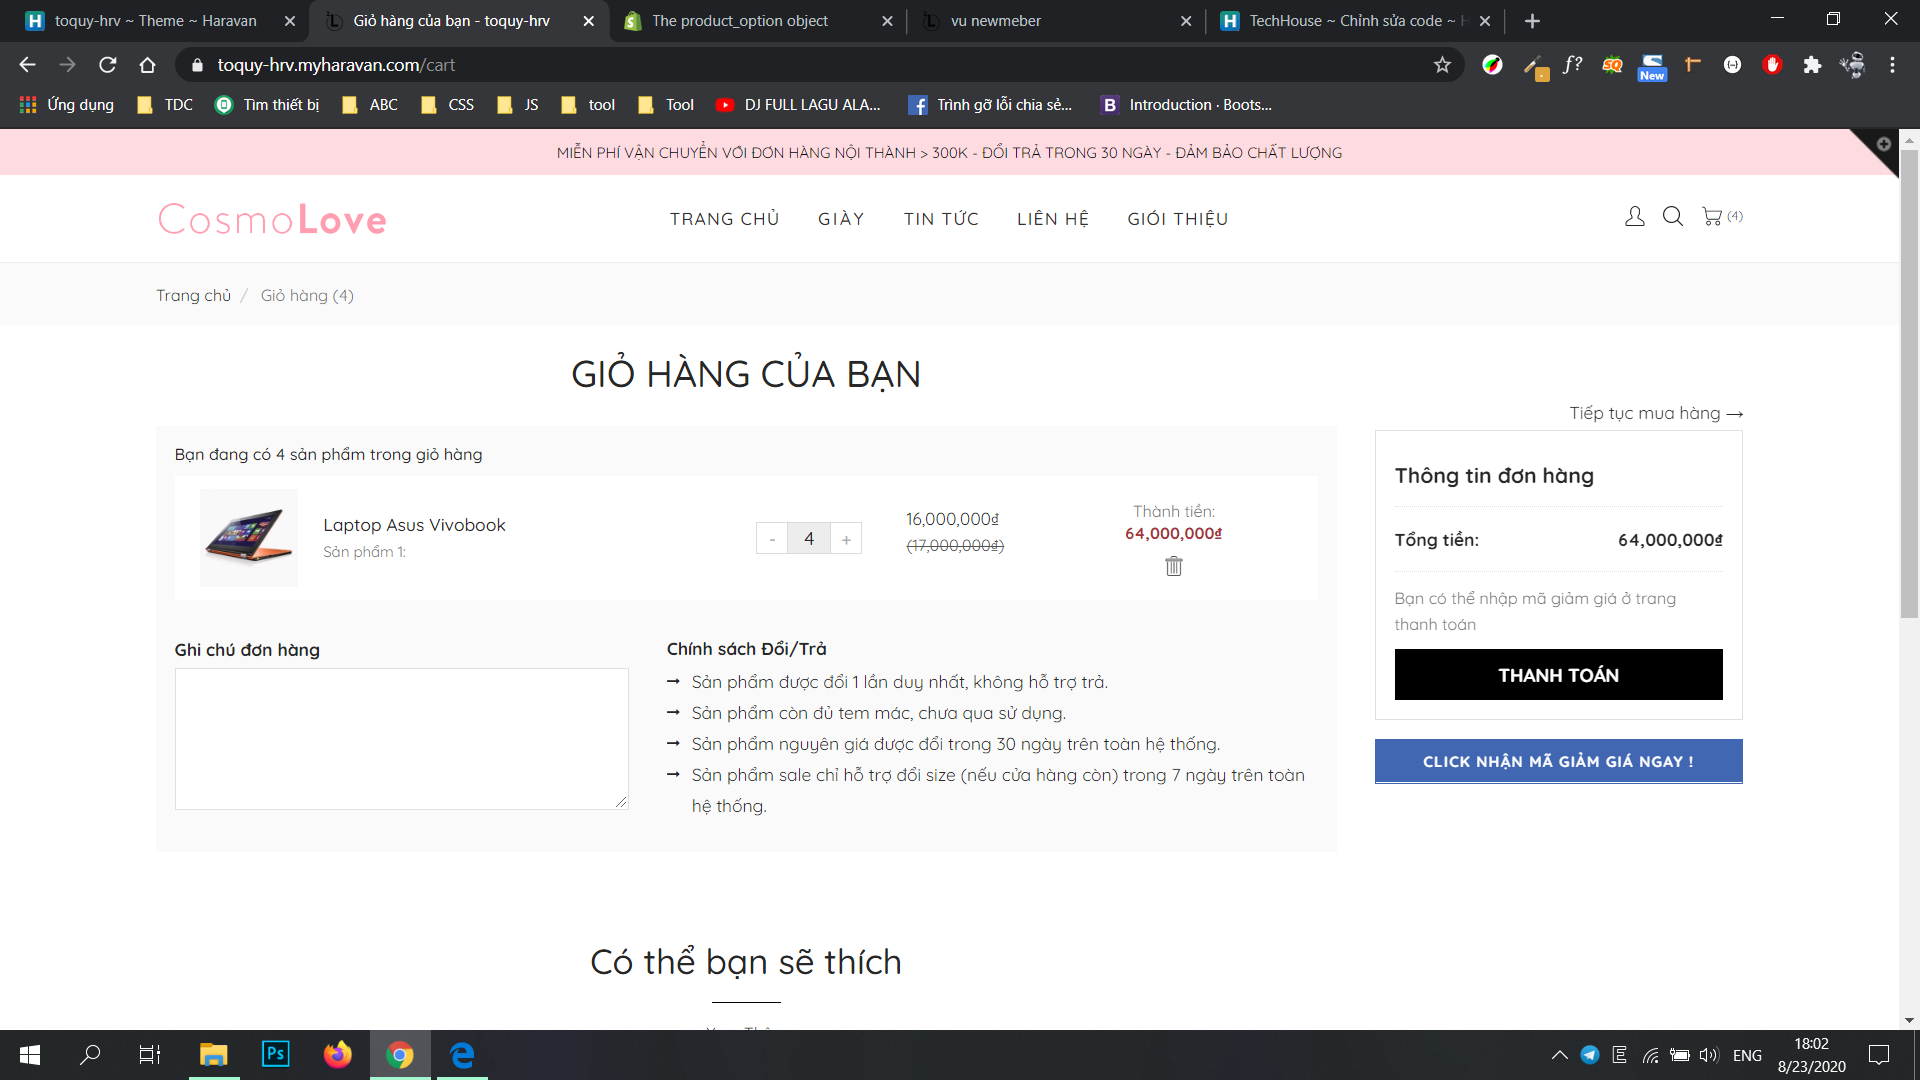 toquy-hrv ~ Theme ~ Haravan
Giỏ hàng của bạn - toquy-hrv
The product_option object
vu newmeber
TechHouse ~ Chỉnh sửa code ~ H
toquy-hrv.myharavan.com/cart
f?
New
Ứng dụng
TDC
Tìm thiết bị
ABC
CSS
JS
tool
Tool
DJ FULL LAGU ALA...
Trình gỡ lỗi chia sẻ...
B
Introduction · Boots...
MIỄN PHÍ VẬN CHUYỂN VỚI ĐƠN HÀNG NỘI THÀNH > 300K - ĐỔI TRẢ TRONG 30 NGÀY - ĐẢM BẢO CHẤT LƯỢNG
CosmoLove
TRANG CHỦ
GIÀY
TIN TỨC
LIÊN HỆ
GIỚI THIỆU
(4)
Trang chủ / Giỏ hàng (4)
GIỎ HÀNG CỦA BẠN
Tiếp tục mua hàng →
Bạn đang có 4 sản phẩm trong giỏ hàng
Laptop Asus Vivobook
Sản phẩm 1:
- 4 +
16,000,000₫
(17,000,000₫)
Thành tiền:
64,000,000₫
Thông tin đơn hàng
Tổng tiền: 64,000,000₫
Bạn có thể nhập mã giảm giá ở trang
thanh toán
THANH TOÁN
CLICK NHẬN MÃ GIẢM GIÁ NGAY !
Ghi chú đơn hàng
Chính sách Đổi/Trả
→ Sản phẩm được đổi 1 lần duy nhất, không hỗ trợ trả.
→ Sản phẩm còn đủ tem mác, chưa qua sử dụng.
→ Sản phẩm nguyên giá được đổi trong 30 ngày trên toàn hệ thống.
→ Sản phẩm sale chỉ hỗ trợ đổi size (nếu cửa hàng còn) trong 7 ngày trên toàn
hệ thống.
Có thể bạn sẽ thích
Ps
ENG
18:02
8/23/2020